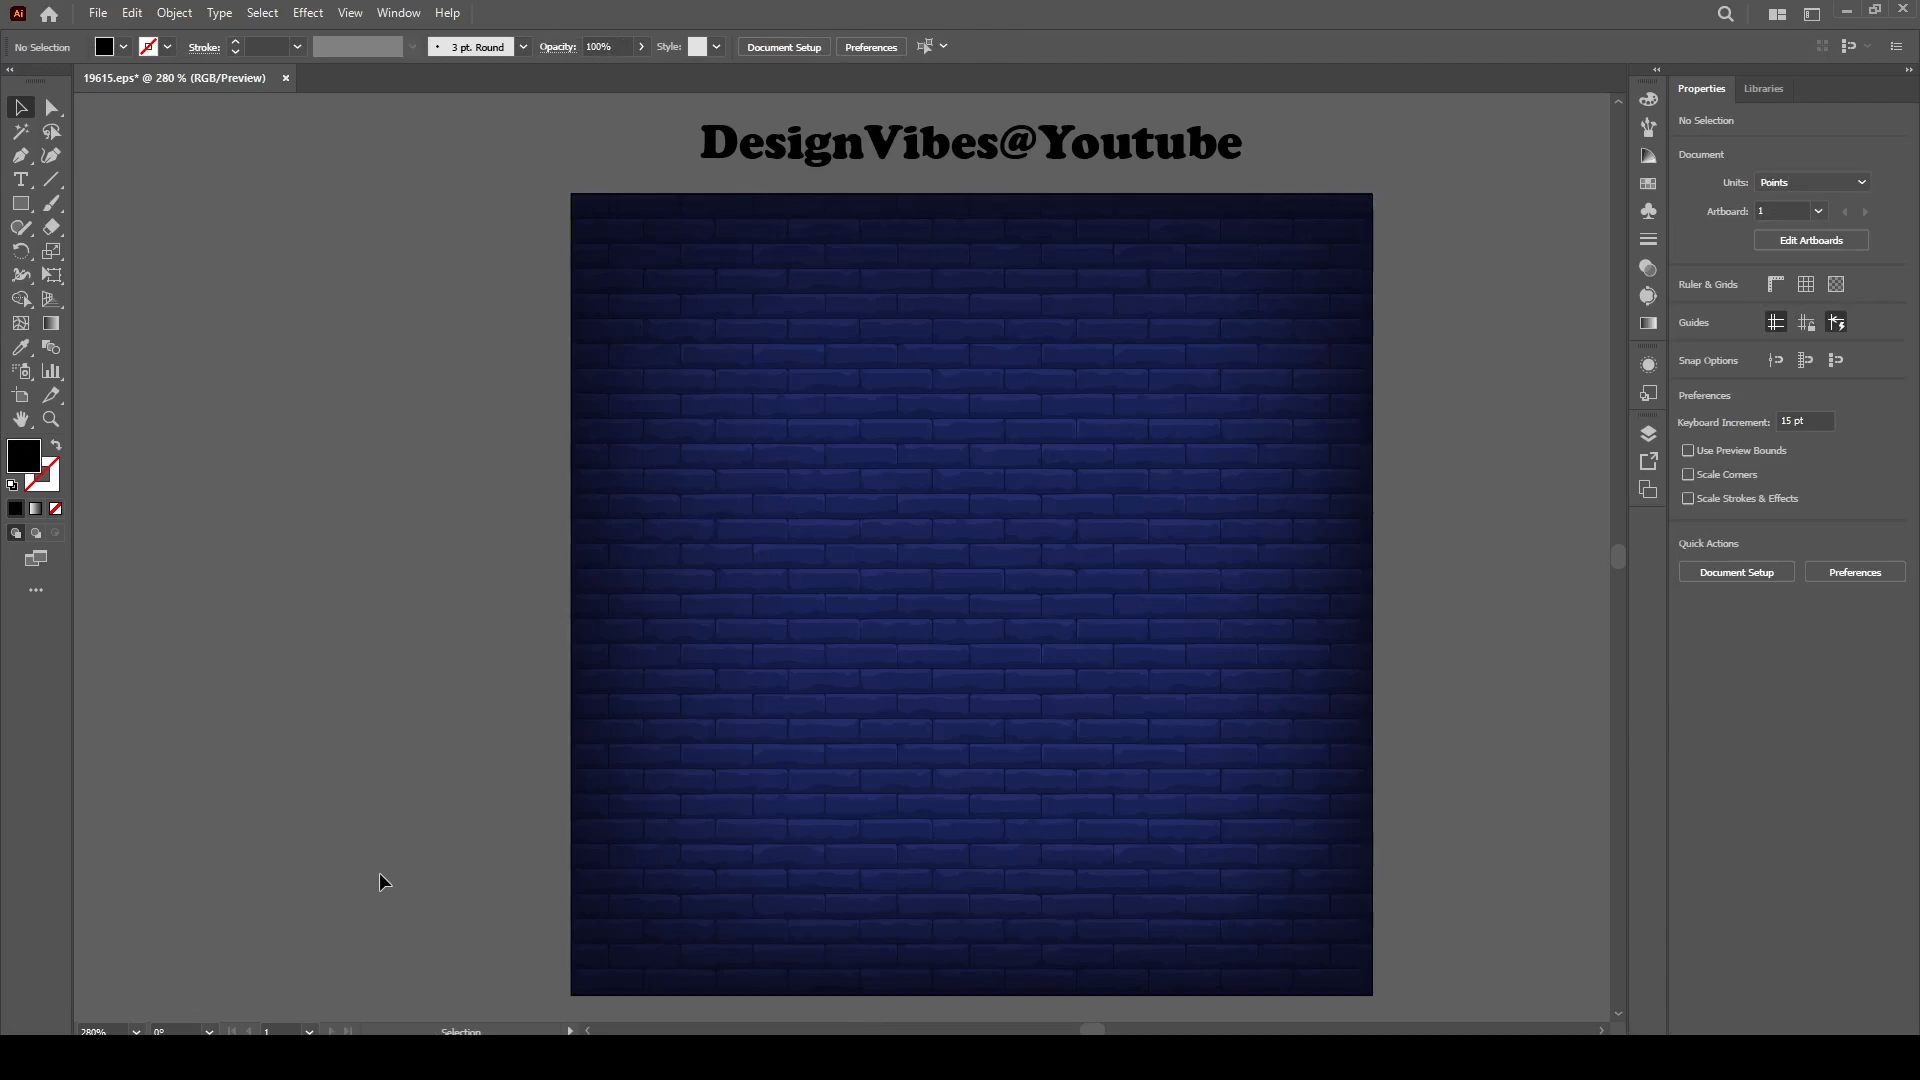 Ai File Edit Object Type Select Effect View Window Help
No Selection Stroke: 3 pt. Round Opacity: 100% Style: Document Setup Preferences
19615.eps* @ 280 % (RGB/Preview) ×
DesignVibes@Youtube
Properties Libraries
No Selection
Document
Units: Points
Artboard: 1
Edit Artboards
Ruler & Grids
Guides
Snap Options
Preferences
Keyboard Increment: 15 pt
Use Preview Bounds
Scale Corners
Scale Strokes & Effects
Quick Actions
Document Setup Preferences
280% 0° 1 Selection